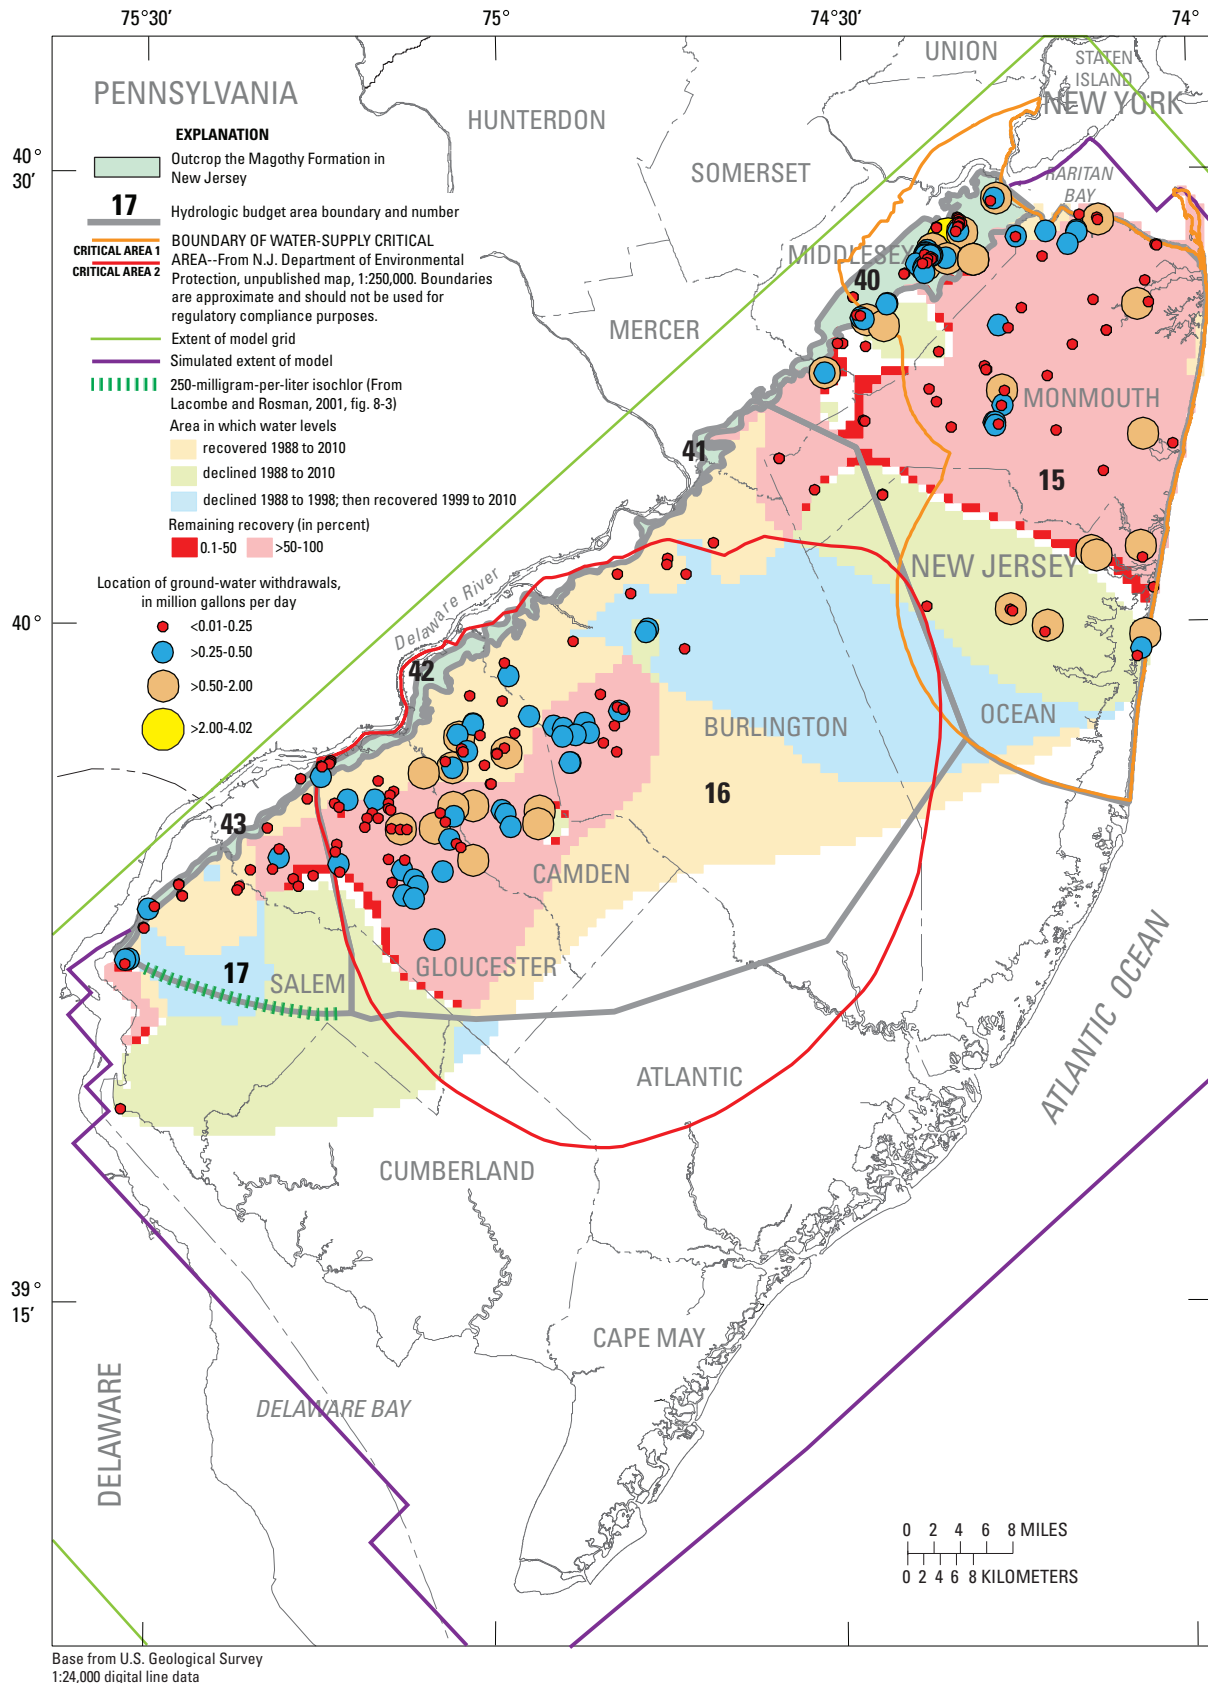 75°30’
75°
74°30’
74°
UNION
STATEN
ISLAND
NEW YORK
PENNSYLVANIA
HUNTERDON
SOMERSET
RARITAN
BAY
40°
30’
EXPLANATION
Outcrop the Magothy Formation in
New Jersey
17
Hydrologic budget area boundary and number
CRITICAL AREA 1
CRITICAL AREA 2
BOUNDARY OF WATER-SUPPLY CRITICAL
AREA--From N.J. Department of Environmental
Protection, unpublished map, 1:250,000. Boundaries
are approximate and should not be used for
regulatory compliance purposes.
Extent of model grid
Simulated extent of model
250-milligram-per-liter isochlor (From
Lacombe and Rosman, 2001, fig. 8-3)
Area in which water levels
recovered 1988 to 2010
declined 1988 to 2010
declined 1988 to 1998; then recovered 1999 to 2010
Remaining recovery (in percent)
0.1-50
>50-100
Location of ground-water withdrawals,
in million gallons per day
<0.01-0.25
>0.25-0.50
>0.50-2.00
>2.00-4.02
MIDDLESEX
40
MERCER
MONMOUTH
41
15
NEW JERSEY
Delaware River
40°
42
BURLINGTON
OCEAN
16
43
CAMDEN
17
SALEM
GLOUCESTER
ATLANTIC OCEAN
ATLANTIC
CUMBERLAND
39°
15’
CAPE MAY
DELAWARE
DELAWARE BAY
0 2 4 6 8 MILES
0 2 4 6 8 KILOMETERS
Base from U.S. Geological Survey
1:24,000 digital line data